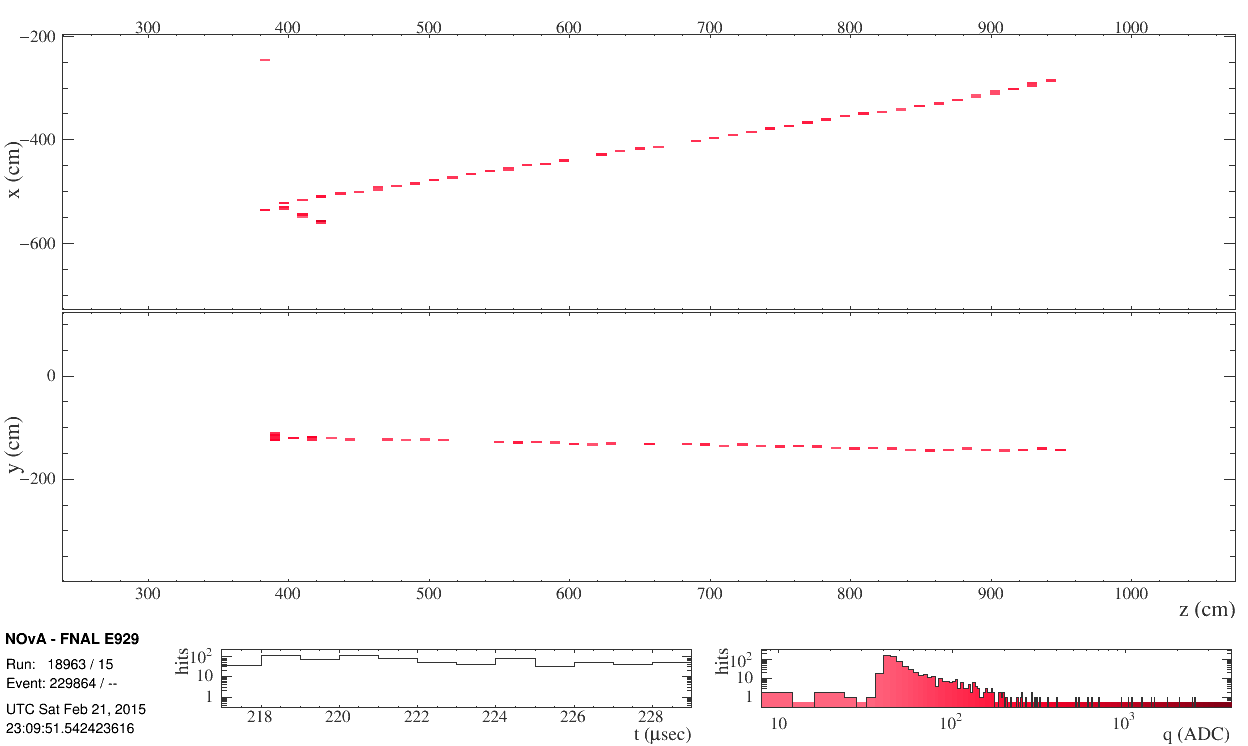 300 400 500 600 700 800 900 1000
−200
−400
−600
x (cm)
0
−200
y (cm)
300 400 500 600 700 800 900 1000
z (cm)
NOvA - FNAL E929
Run: 18963 / 15
Event: 229864 / --
UTC Sat Feb 21, 2015
23:09:51.542423616
hits
10²
10
1
218 220 222 224 226 228
t (μsec)
hits
10²
10
1
10 10² 10³
q (ADC)